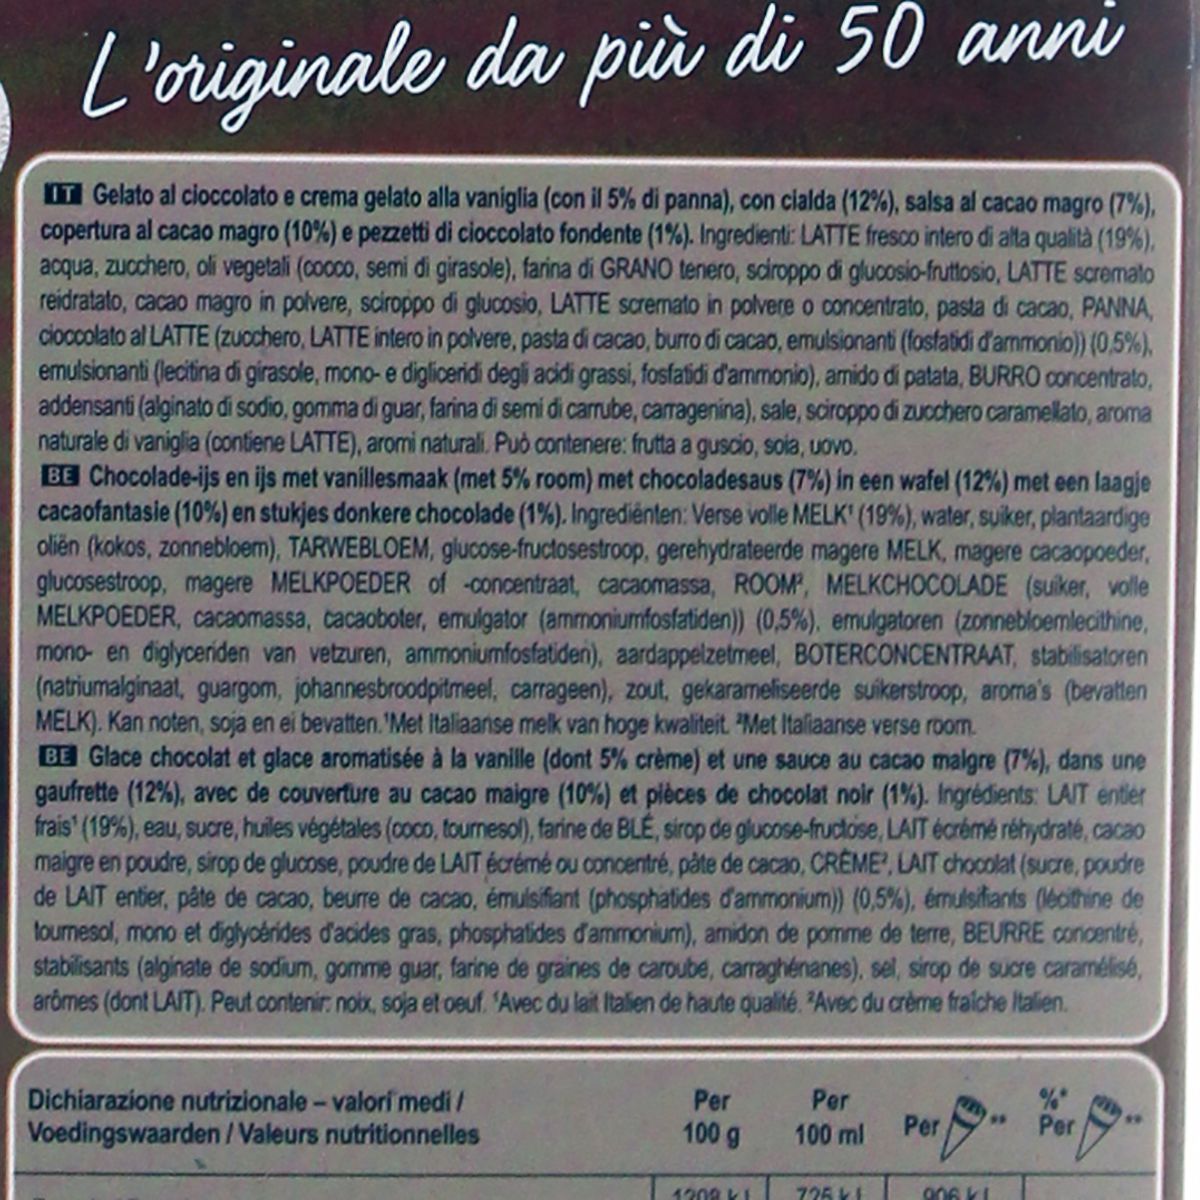 L'originale da più di 50 anni
IT Gelato al cioccolato e crema gelato alla vaniglia (con il 5% di panna), con cialda (12%), salsa al cacao magro (7%),
copertura al cacao magro (10%) e pezzetti di cioccolato fondente (1%). Ingredienti: LATTE fresco intero di alta qualità (19%),
acqua, zucchero, oli vegetali (cocco, semi di girasole), farina di GRANO tenero, sciroppo di glucosio-fruttosio, LATTE scremato
reidratato, cacao magro in polvere, sciroppo di glucosio, LATTE scremato in polvere o concentrato, pasta di cacao, PANNA,
cioccolato al LATTE (zucchero, LATTE intero in polvere, pasta di cacao, burro di cacao, emulsionanti (fosfatidi d'ammonio)) (0,5%),
emulsionanti (lecitina di girasole, mono- e digliceridi degli acidi grassi, fosfatidi d'ammonio), amido di patata, BURRO concentrato,
addensanti (alginato di sodio, gomma di guar, farina di semi di carrube, carragenina), sale, sciroppo di zucchero caramellato, aroma
naturale di vaniglia (contiene LATTE), aromi naturali. Può contenere: frutta a guscio, soia, uovo.
BE Chocolade-ijs en ijs met vanillesmaak (met 5% room) met chocoladesaus (7%) in een wafel (12%) met een laagje
cacaofantasie (10%) en stukjes donkere chocolade (1%). Ingrediënten: Verse volle MELK¹ (19%), water, suiker, plantaardige
oliën (kokos, zonnebloem), TARWEBLOEM, glucose-fructosestroop, gerehydrateerde magere MELK, magere cacaopoeder,
glucosestroop, magere MELKPOEDER of -concentraat, cacaomassa, ROOM², MELKCHOCOLADE (suiker, volle
MELKPOEDER, cacaomassa, cacaoboter, emulgator (ammoniumfosfatiden)) (0,5%), emulgatoren (zonnebloemlecithine,
mono- en diglyceriden van vetzuren, ammoniumfosfatiden), aardappelzetmeel, BOTERCONCENTRAAT, stabilisatoren
(natriumalginaat, guargom, johannesbroodpitmeel, carrageen), zout, gekarameliseerde suikerstroop, aroma's (bevatten
MELK). Kan noten, soja en ei bevatten. ¹Met Italiaanse melk van hoge kwaliteit. ²Met Italiaanse verse room.
BE Glace chocolat et glace aromatisée à la vanille (dont 5% crème) et une sauce au cacao maigre (7%), dans une
gaufrette (12%), avec de couverture au cacao maigre (10%) et pièces de chocolat noir (1%). Ingrédients: LAIT entier
frais¹ (19%), eau, sucre, huiles végétales (coco, tournesol), farine de BLÉ, sirop de glucose-fructose, LAIT écrémé réhydraté, cacao
maigre en poudre, sirop de glucose, poudre de LAIT écrémé ou concentré, pâte de cacao, CRÈME², LAIT chocolat (sucre, poudre
de LAIT entier, pâte de cacao, beurre de cacao, émulsifiant (phosphatides d'ammonium)) (0,5%), émulsifiants (lécithine de
tournesol, mono et diglycérides d'acides gras, phosphatides d'ammonium), amidon de pomme de terre, BEURRE concentré,
stabilisants (alginate de sodium, gomme guar, farine de graines de caroube, carraghénanes), sel, sirop de sucre caramélisé,
arômes (dont LAIT). Peut contenir: noix, soja et oeuf. ¹Avec du lait Italien de haute qualité. ²Avec du crème fraîche Italien.
Dichiarazione nutrizionale – valori medi / Per Per %*
Voedingswaarden / Valeurs nutritionnelles 100 g 100 ml Per ** Per **